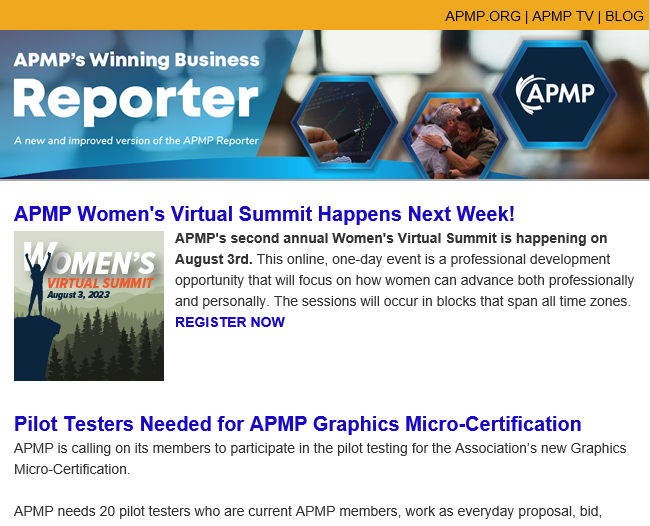 APMP.ORG | APMP TV | BLOG
APMP's Winning Business
Reporter
A new and improved version of the APMP Reporter
APMP
APMP Women's Virtual Summit Happens Next Week!
WOMEN'S
VIRTUAL SUMMIT
August 3, 2023
APMP's second annual Women's Virtual Summit is happening on
August 3rd. This online, one-day event is a professional development
opportunity that will focus on how women can advance both professionally
and personally. The sessions will occur in blocks that span all time zones.
REGISTER NOW
Pilot Testers Needed for APMP Graphics Micro-Certification
APMP is calling on its members to participate in the pilot testing for the Association’s new Graphics
Micro-Certification.
APMP needs 20 pilot testers who are current APMP members, work as everyday proposal, bid,